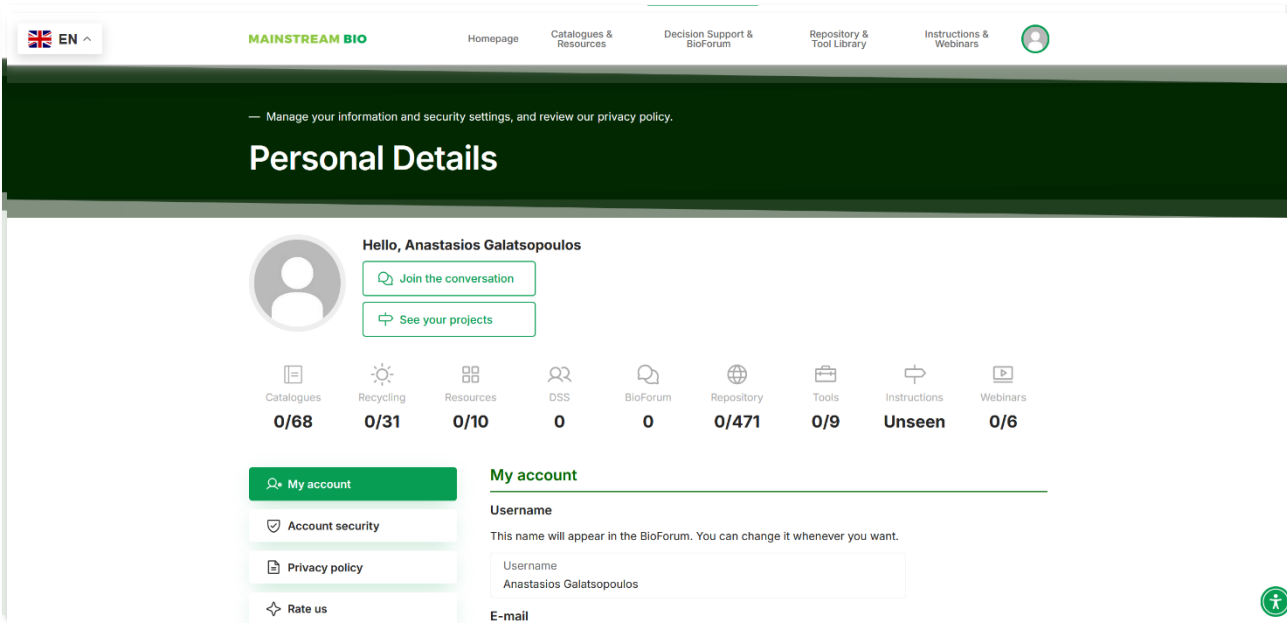 EN
MAINSTREAM BIO
Homepage
Catalogues &
Resources
Decision Support &
BioForum
Repository &
Tool Library
Instructions &
Webinars
— Manage your information and security settings, and review our privacy policy.
Personal Details
Hello, Anastasios Galatsopoulos
Join the conversation
See your projects
Catalogues Recycling Resources DSS BioForum Repository Tools Instructions Webinars
0/68 0/31 0/10 0 0 0/471 0/9 Unseen 0/6
My account
Account security
Privacy policy
Rate us
My account
Username
This name will appear in the BioForum. You can change it whenever you want.
Username
Anastasios Galatsopoulos
E-mail